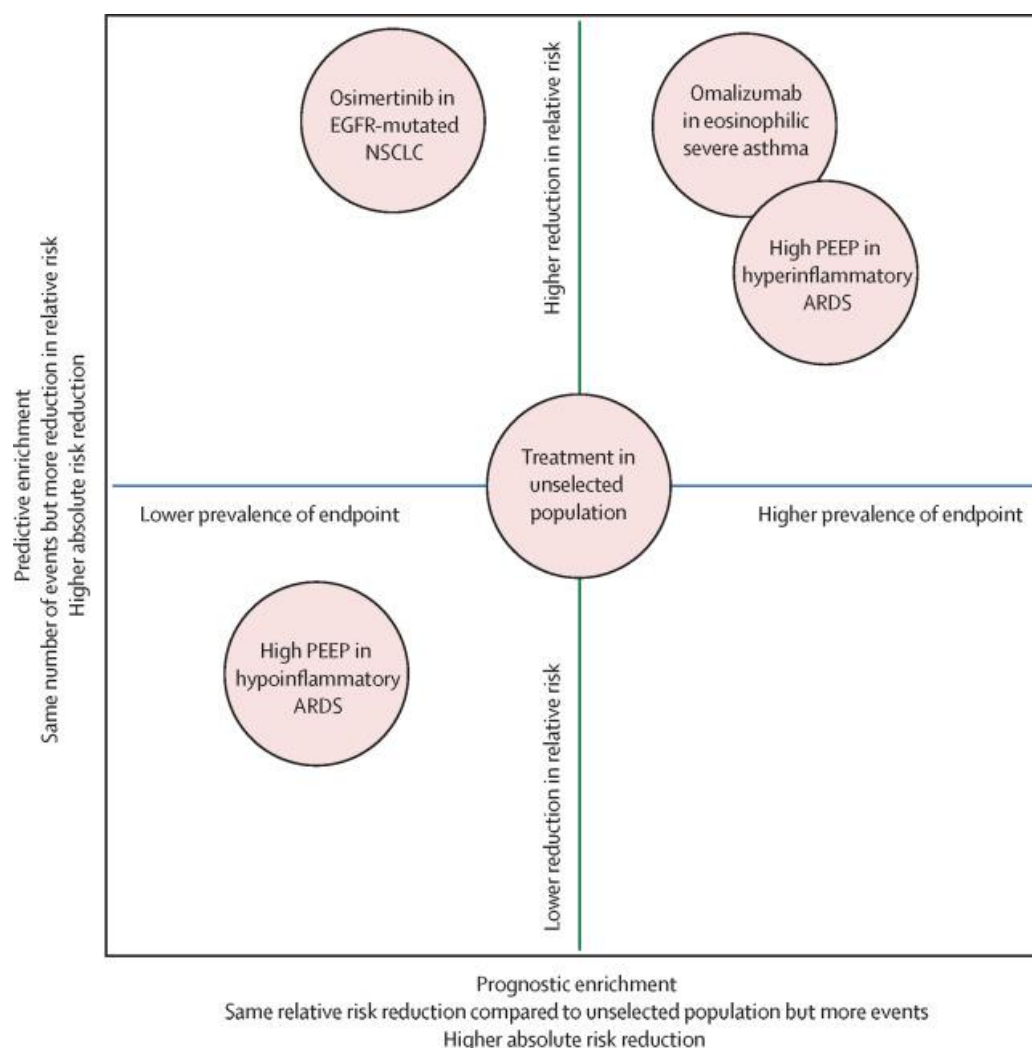 Osimertinib in
EGFR-mutated
NSCLC
Omalizumab
in eosinophilic
severe asthma
High PEEP in
hyperinflammatory
ARDS
Higher reduction in relative risk
Predictive enrichment
Same number of events but more reduction in relative risk
Higher absolute risk reduction
Treatment in
unselected
population
Lower prevalence of endpoint
Higher prevalence of endpoint
High PEEP in
hypoinflammatory
ARDS
Lower reduction in relative risk
Prognostic enrichment
Same relative risk reduction compared to unselected population but more events
Higher absolute risk reduction